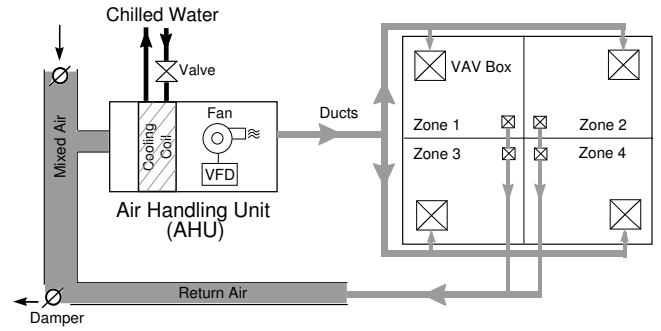 Chilled Water
Valve
Fan
VFD
Cooling
Coil
Mixed Air
Air Handling Unit
(AHU)
Ducts
VAV Box
Zone 1
Zone 2
Zone 3
Zone 4
Return Air
Damper